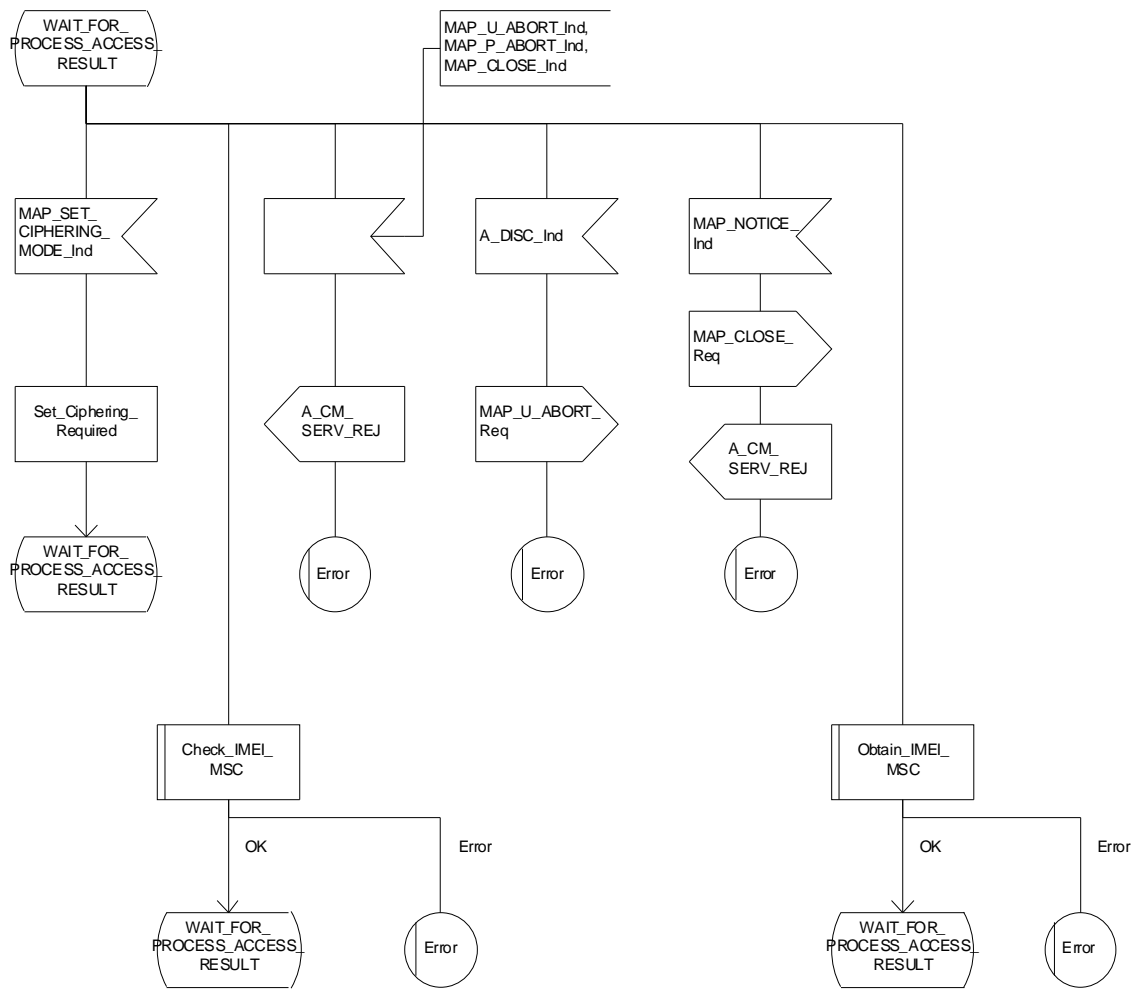 WAIT_FOR_
PROCESS_ACCESS_
RESULT
MAP_U_ABORT_Ind,
MAP_P_ABORT_Ind,
MAP_CLOSE_Ind
MAP_SET_
CIPHERING_
MODE_Ind
A_DISC_Ind
MAP_NOTICE_
Ind
MAP_CLOSE_
Req
Set_Ciphering_
Required
A_CM_
SERV_REJ
MAP_U_ABORT_
Req
A_CM_
SERV_REJ
WAIT_FOR_
PROCESS_ACCESS_
RESULT
Error
Error
Error
Check_IMEI_
MSC
Obtain_IMEI_
MSC
OK
Error
OK
Error
WAIT_FOR_
PROCESS_ACCESS_
RESULT
Error
WAIT_FOR_
PROCESS_ACCESS_
RESULT
Error